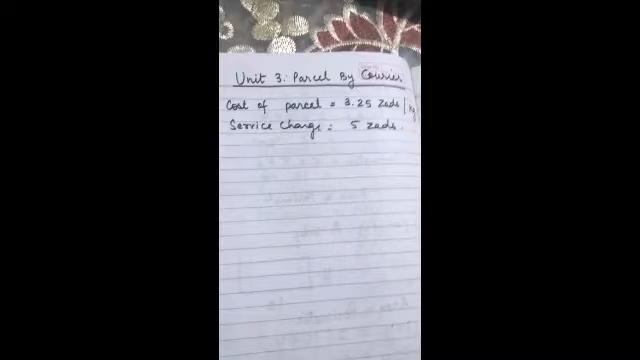 Unit 3: Parcel By Courier
Cost of parcel = 3.25 zeds / kg
Service Charge = 5 zeds.